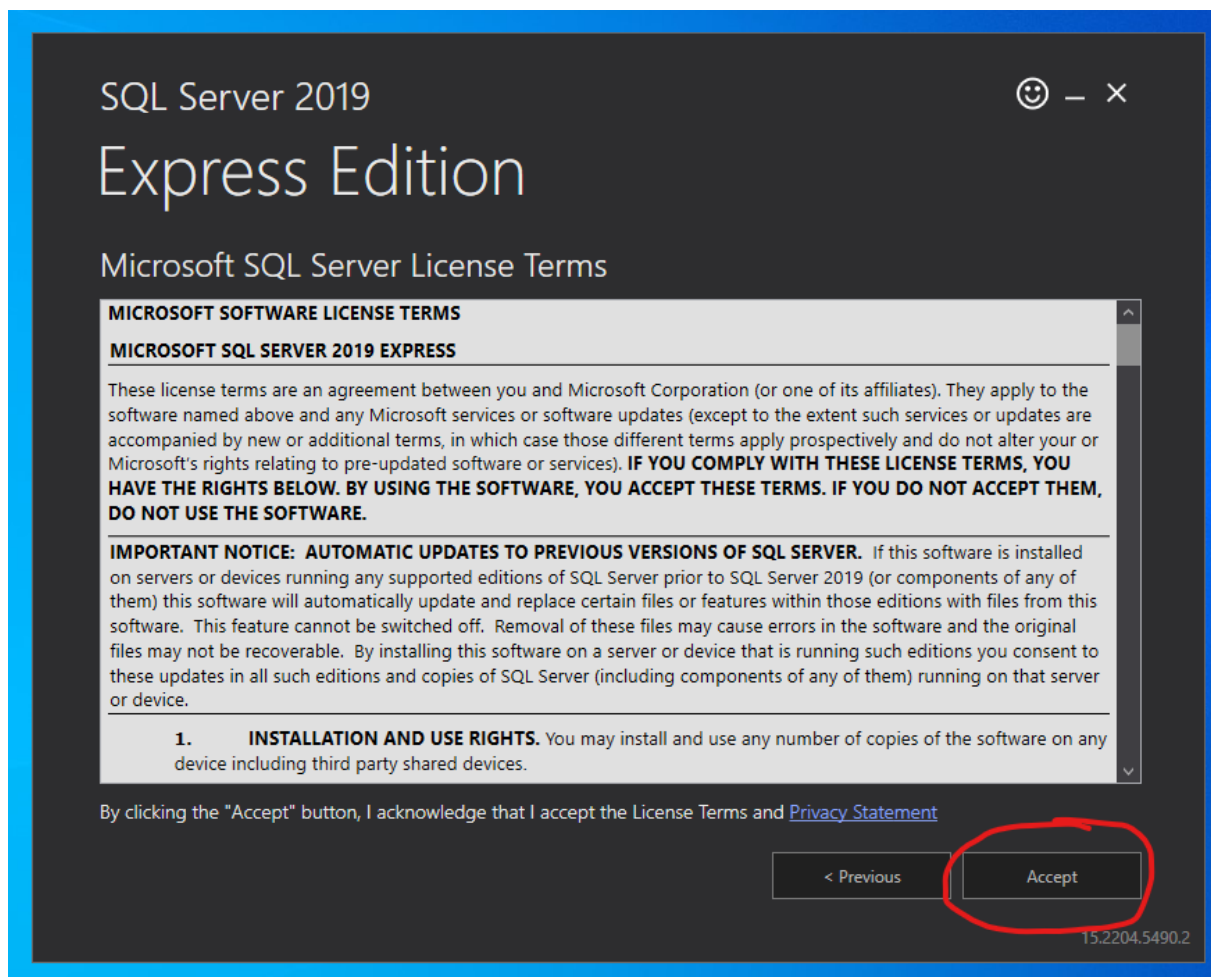 SQL Server 2019
Express Edition
Microsoft SQL Server License Terms
MICROSOFT SOFTWARE LICENSE TERMS
MICROSOFT SQL SERVER 2019 EXPRESS
These license terms are an agreement between you and Microsoft Corporation (or one of its affiliates). They apply to the
software named above and any Microsoft services or software updates (except to the extent such services or updates are
accompanied by new or additional terms, in which case those different terms apply prospectively and do not alter your or
Microsoft's rights relating to pre-updated software or services). IF YOU COMPLY WITH THESE LICENSE TERMS, YOU
HAVE THE RIGHTS BELOW. BY USING THE SOFTWARE, YOU ACCEPT THESE TERMS. IF YOU DO NOT ACCEPT THEM,
DO NOT USE THE SOFTWARE.
IMPORTANT NOTICE: AUTOMATIC UPDATES TO PREVIOUS VERSIONS OF SQL SERVER. If this software is installed
on servers or devices running any supported editions of SQL Server prior to SQL Server 2019 (or components of any of
them) this software will automatically update and replace certain files or features within those editions with files from this
software. This feature cannot be switched off. Removal of these files may cause errors in the software and the original
files may not be recoverable. By installing this software on a server or device that is running such editions you consent to
these updates in all such editions and copies of SQL Server (including components of any of them) running on that server
or device.
1. INSTALLATION AND USE RIGHTS. You may install and use any number of copies of the software on any
device including third party shared devices.
By clicking the "Accept" button, I acknowledge that I accept the License Terms and Privacy Statement
< Previous
Accept
15.2204.5490.2